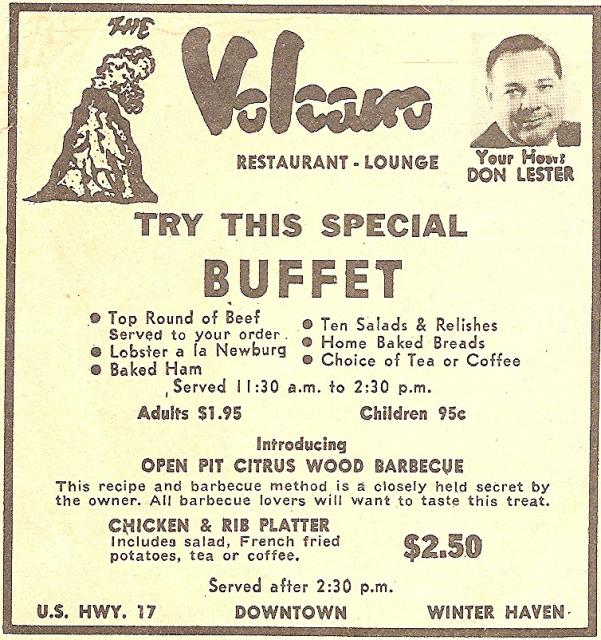 THE
Volcano
RESTAURANT - LOUNGE
Your Host:
DON LESTER
TRY THIS SPECIAL
BUFFET
● Top Round of Beef
Served to your order.
● Lobster a la Newburg
● Baked Ham
● Ten Salads & Relishes
● Home Baked Breads
● Choice of Tea or Coffee
Served 11:30 a.m. to 2:30 p.m.
Adults $1.95 Children 95c
Introducing
OPEN PIT CITRUS WOOD BARBECUE
This recipe and barbecue method is a closely held secret by
the owner. All barbecue lovers will want to taste this treat.
CHICKEN & RIB PLATTER
Includes salad, French fried
potatoes, tea or coffee.
$2.50
Served after 2:30 p.m.
U.S. HWY. 17 DOWNTOWN WINTER HAVEN